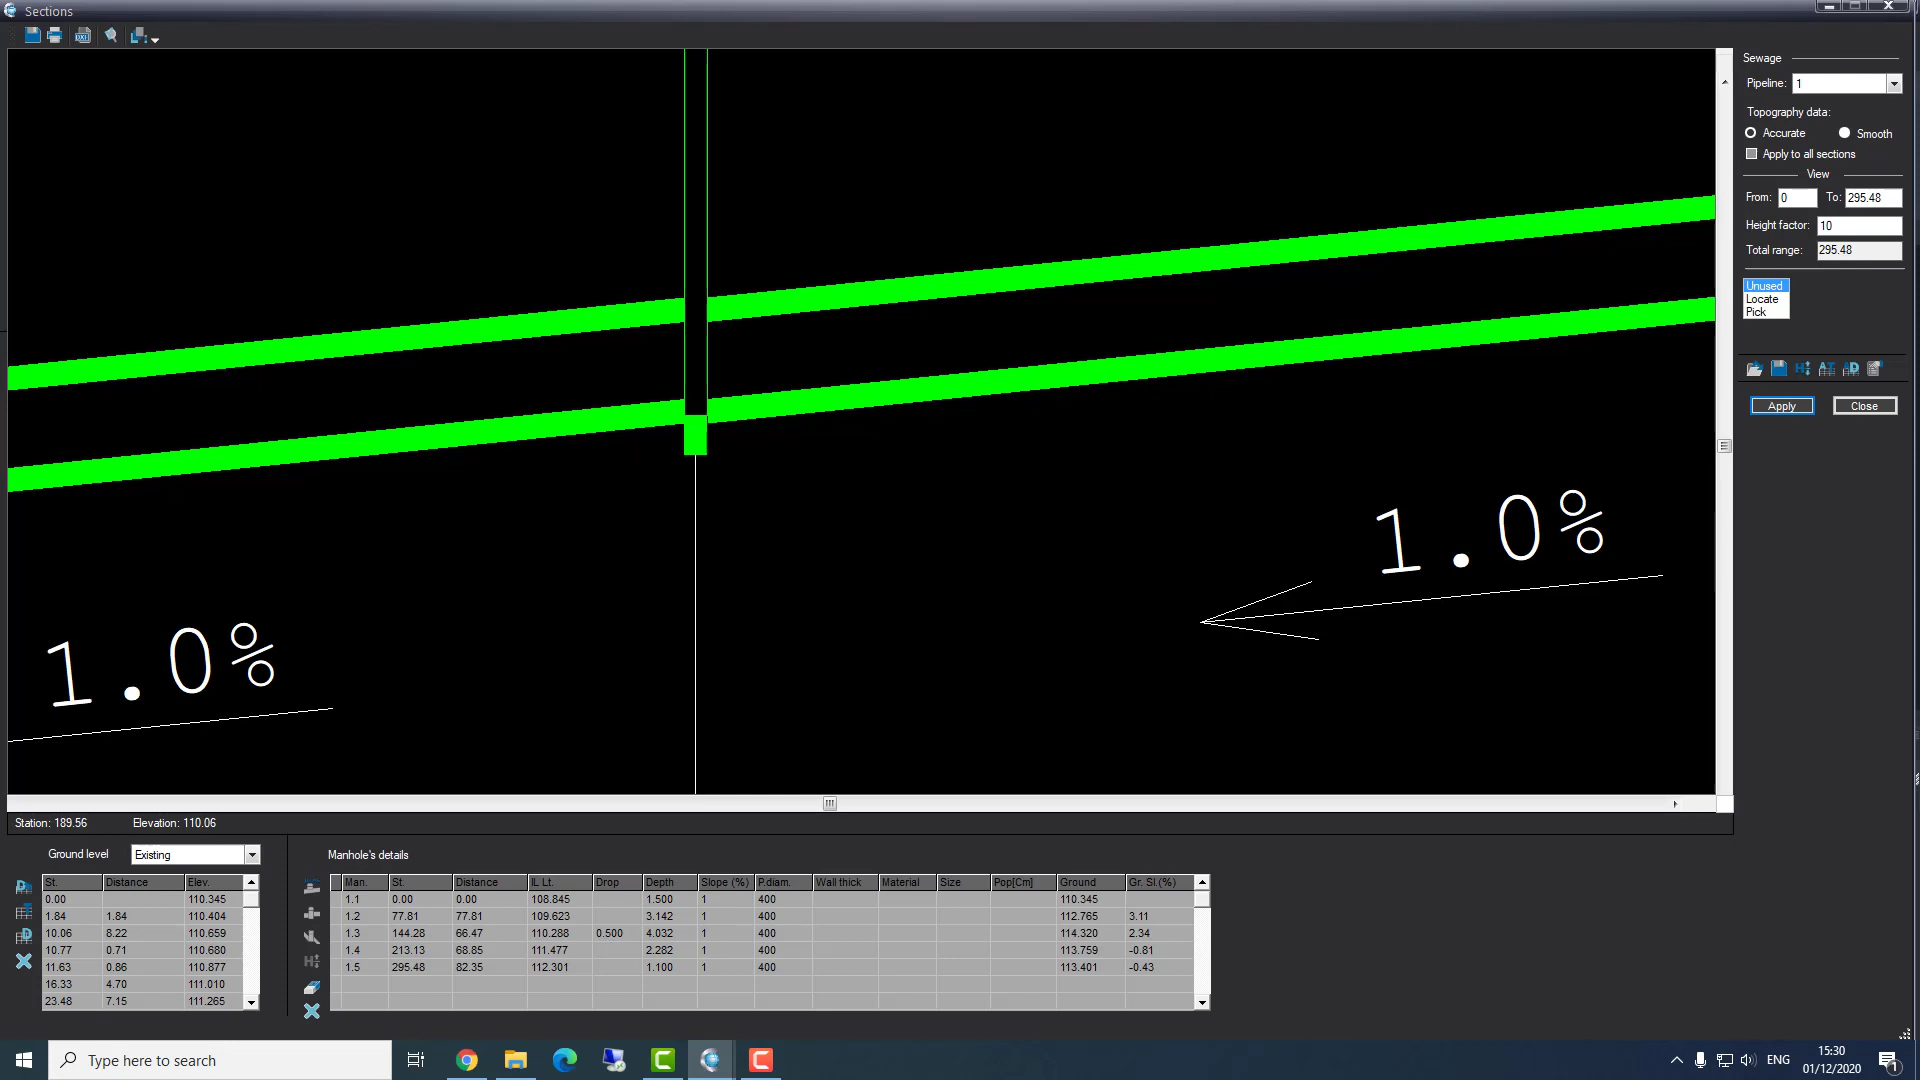 Sections
Sewage
Pipeline: 1
Topography data:
Accurate Smooth
Apply to all sections
View
From: 0 To: 295.48
Height factor: 10
Total range: 295.48
Unused
Locate
Pick
Apply Close
1.0%
1.0%
Station: 189.56 Elevation: 110.06
Ground level Existing
St. Distance Elev.
0.00 110.345
1.84 1.84 110.404
10.06 8.22 110.659
10.77 0.71 110.680
11.63 0.86 110.877
16.33 4.70 111.010
23.48 7.15 111.265
Manhole's details
Man. St. Distance IL Lt. Drop Depth Slope (%) P.diam. Wall thick Material Size Pop[Cm] Ground Gr. Sl.(%)
1.1 0.00 0.00 108.845 1.500 1 400 110.345
1.2 77.81 77.81 109.623 3.142 1 400 112.765 3.11
1.3 144.28 66.47 110.288 0.500 4.032 1 400 114.320 2.34
1.4 213.13 68.85 111.477 2.282 1 400 113.759 -0.81
1.5 295.48 82.35 112.301 1.100 1 400 113.401 -0.43
Type here to search
ENG
15:30
01/12/2020
1